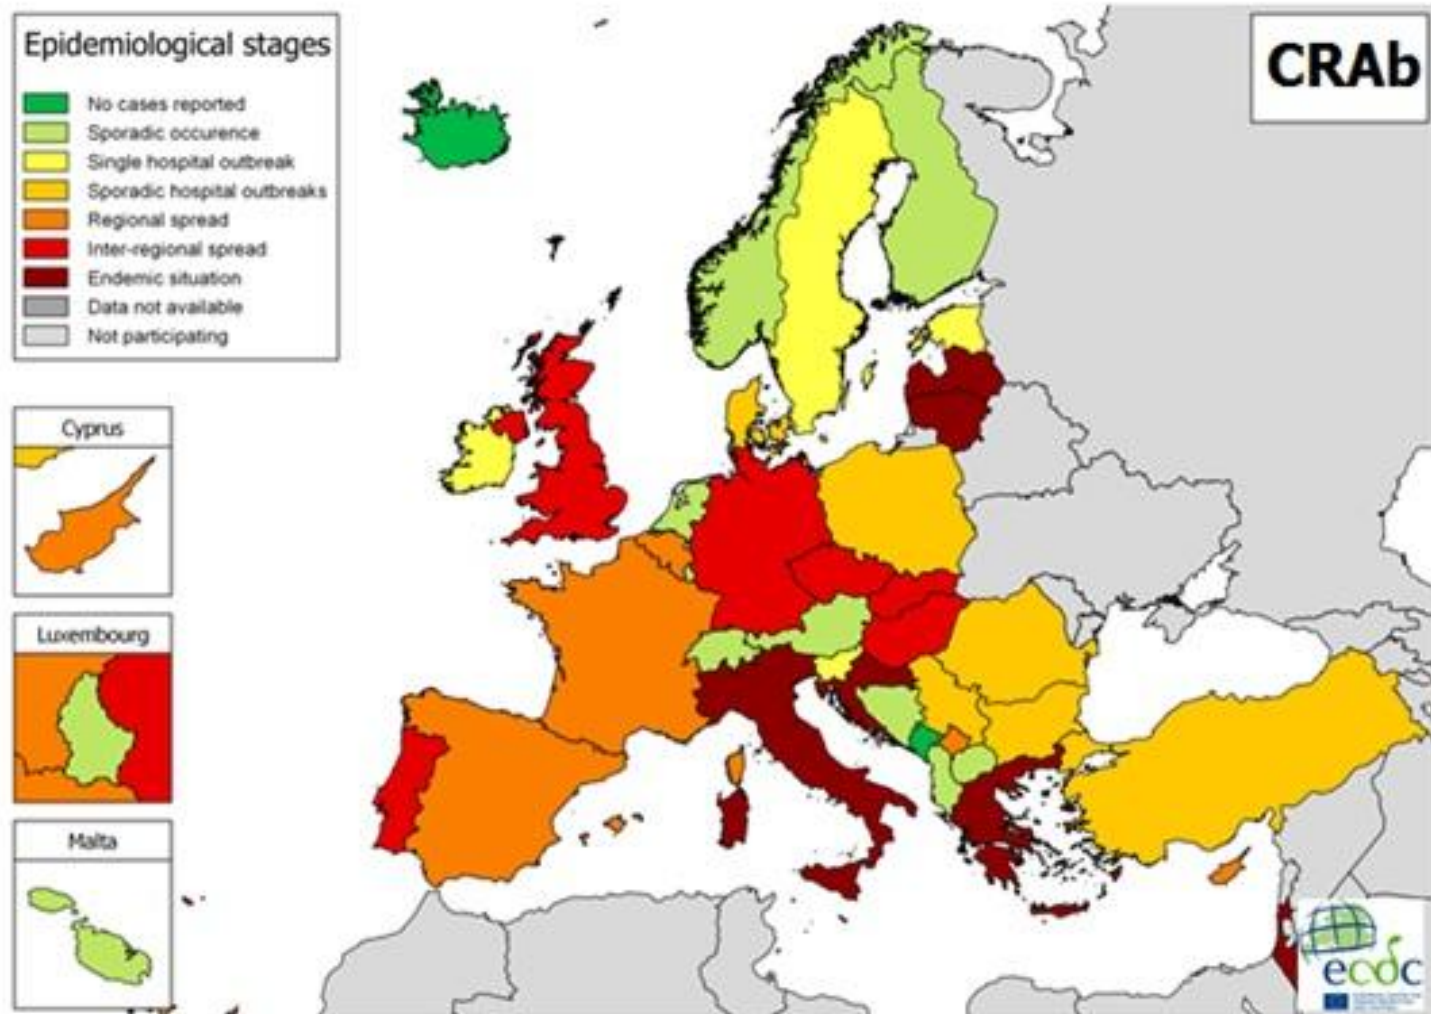 Epidemiological stages
No cases reported
Sporadic occurence
Single hospital outbreak
Sporadic hospital outbreaks
Regional spread
Inter-regional spread
Endemic situation
Data not available
Not participating
CRAb
Cyprus
Luxembourg
Malta
ecdc